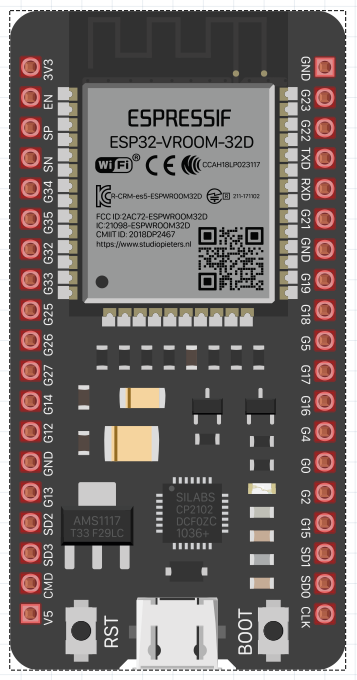 3V3
EN
SP
SN
G34
G35
G32
G33
G25
G26
G27
G14
G12
GND
G13
SD2
SD3
CMD
V5
ESPRESSIF
ESP32-VROOM-32D
WiFi® CE CCAH18LP023117
R-CRM-es5-ESPWROOM32D R 211-171102
FCC ID:2AC72-ESPWROOM32D
IC:21098-ESPWROOM32D
CMIIT ID: 2018DP2467
https://www.studiopieters.nl
AMS1117
T33 F29LC
SILABS
CP2102
DCF0ZC
1036+
RST
BOOT
GND
G23
G22
TXD
RXD
G21
GND
G19
G18
G5
G17
G16
G4
G0
G2
G15
SD1
SD0
CLK